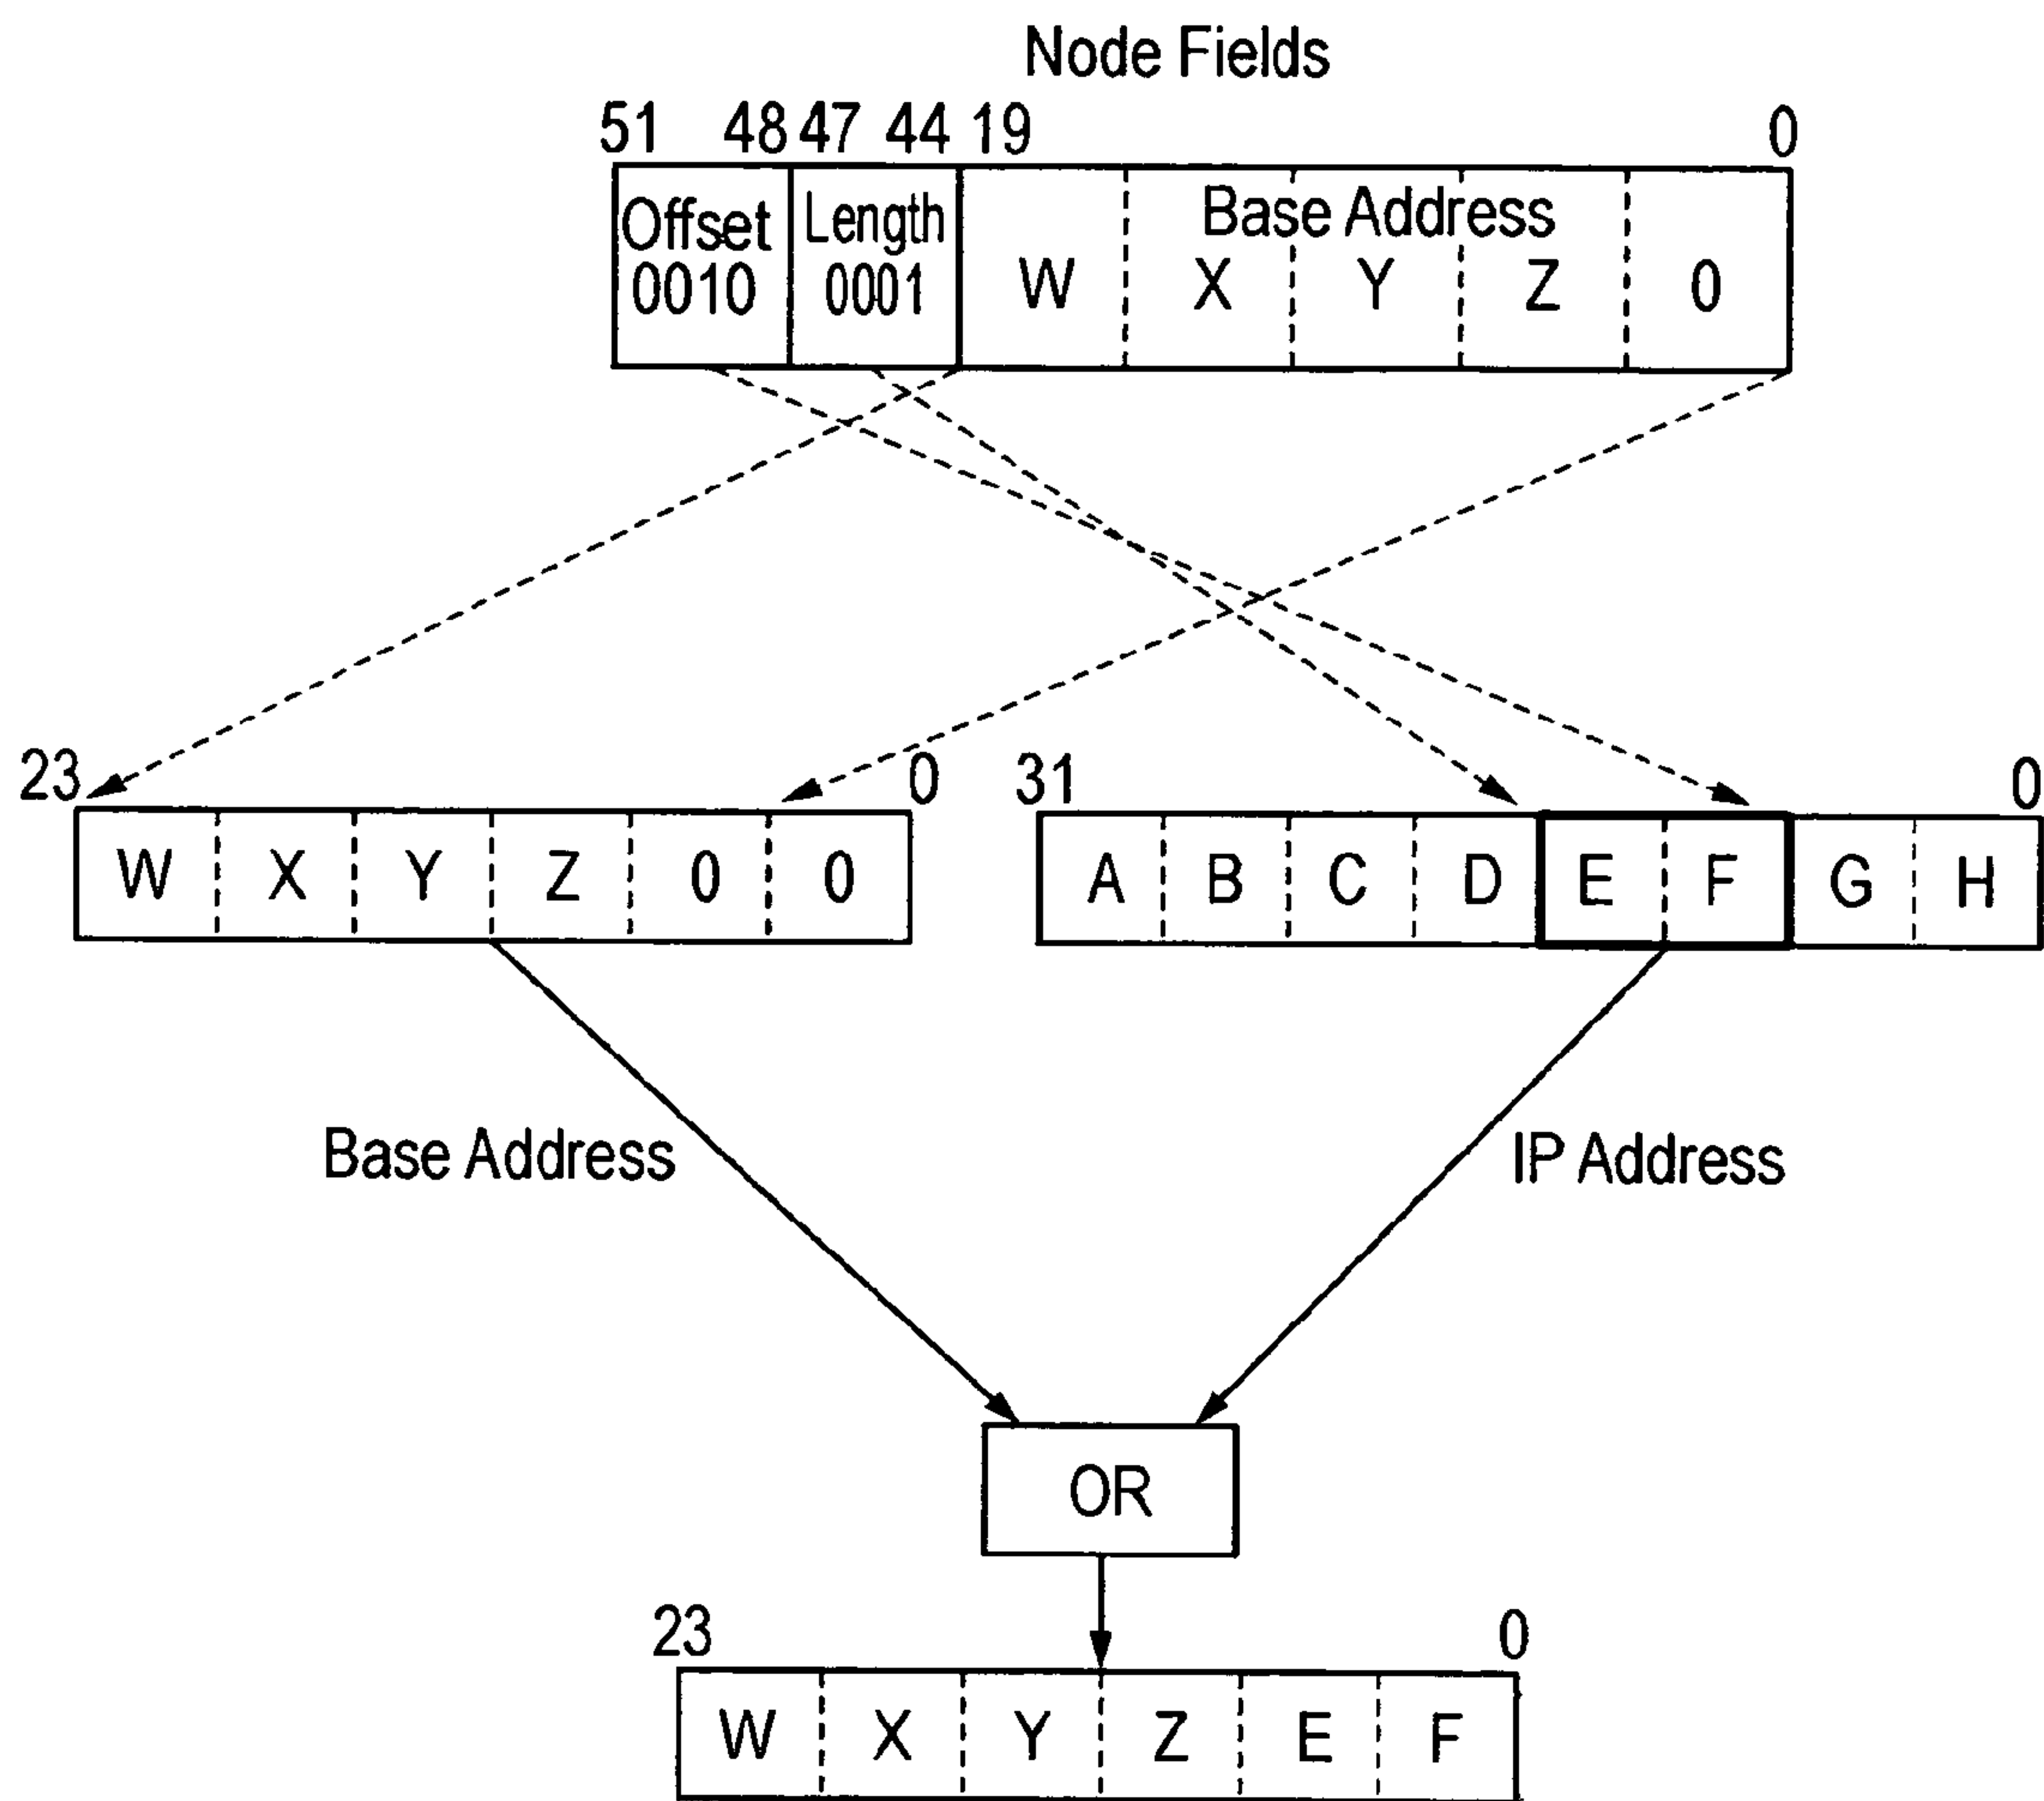 Node Fields
51 48 47 44 19 0
Offset Length Base Address
0010 0001 W X Y Z 0
23 0 31 0
W X Y Z 0 0 A B C D E F G H
Base Address IP Address
OR
23 0
W X Y Z E F